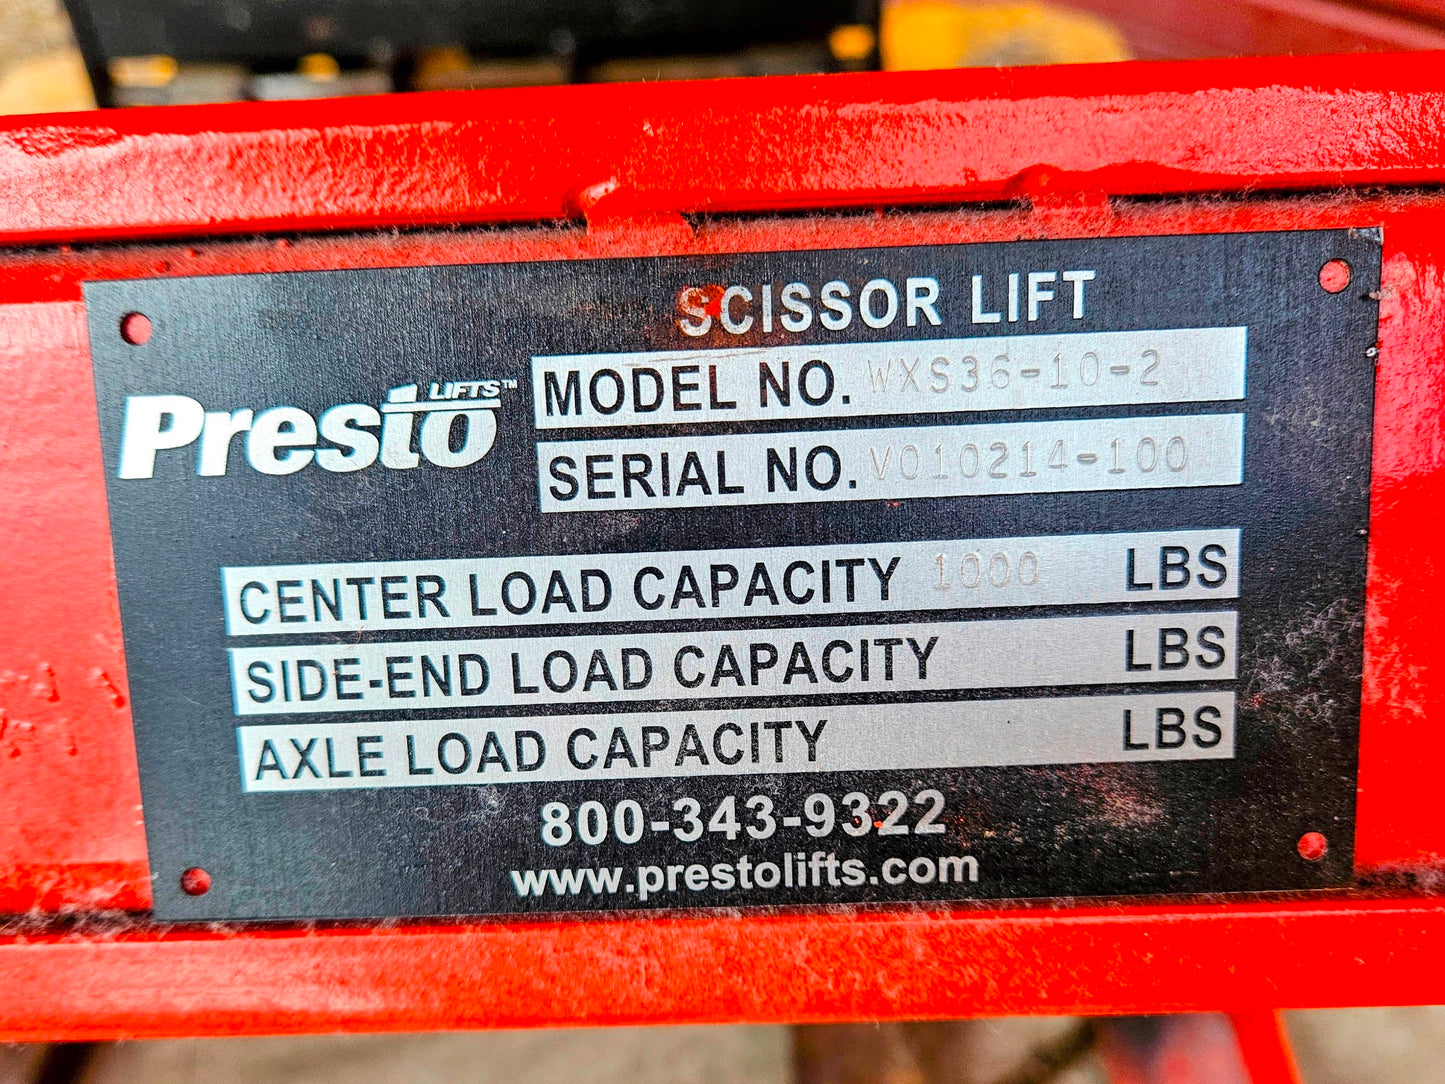 SCISSOR LIFT
Presto LIFTS™
MODEL NO. WXS36-10-2
SERIAL NO. V010214-100
CENTER LOAD CAPACITY 1000 LBS
SIDE-END LOAD CAPACITY LBS
AXLE LOAD CAPACITY LBS
800-343-9322
www.prestolifts.com